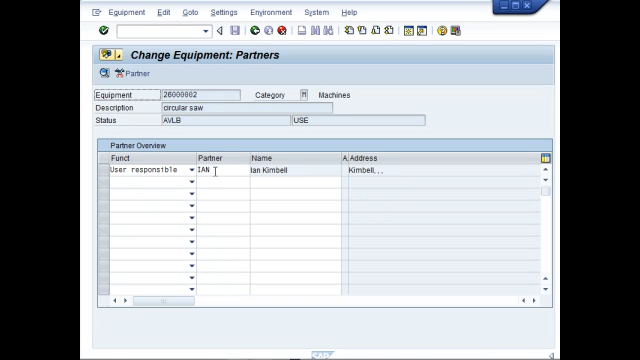 Equipment Edit Goto Settings Environment System Help
Change Equipment: Partners
Partner
Equipment 26000002 Category M Machines
Description circular saw
Status AVLB USE
Partner Overview
Funct Partner Name A Address
User responsible IAN Ian Kimbell Kimbell, , ,
SAP